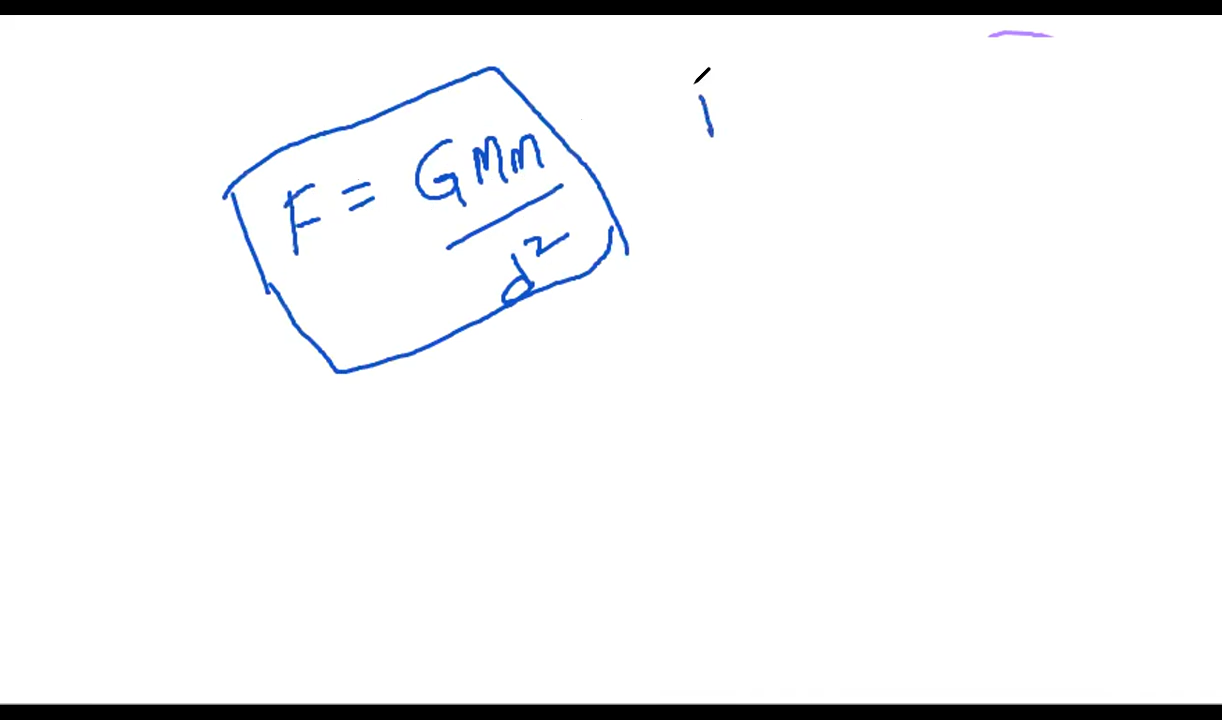 F = GMm
d²